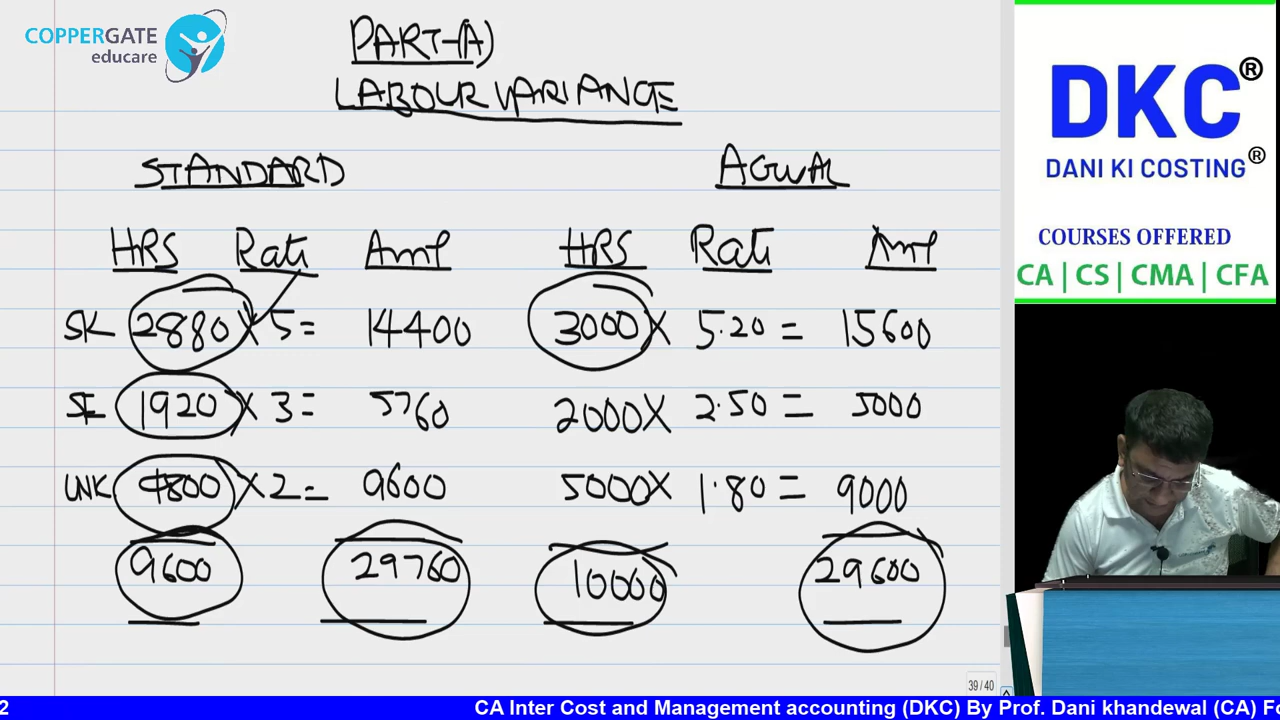 COPPERGATE
educare
PART-(A)
LABOUR VARIANCE
STANDARD ACTUAL
HRS Rate Amt HRS Rate Amt
SK 2880 X 5 = 14400 3000 X 5.20 = 15600
1920 X 3 = 5760 2000 X 2.50 = 5000
UNK 4800 X 2 = 9600 5000 X 1.80 = 9000
9600 29760 10000 29600
39 / 40
DKC®
DANI KI COSTING®
COURSES OFFERED
CA | CS | CMA | CFA
2 CA Inter Cost and Management accounting (DKC) By Prof. Dani khandewal (CA) Fo